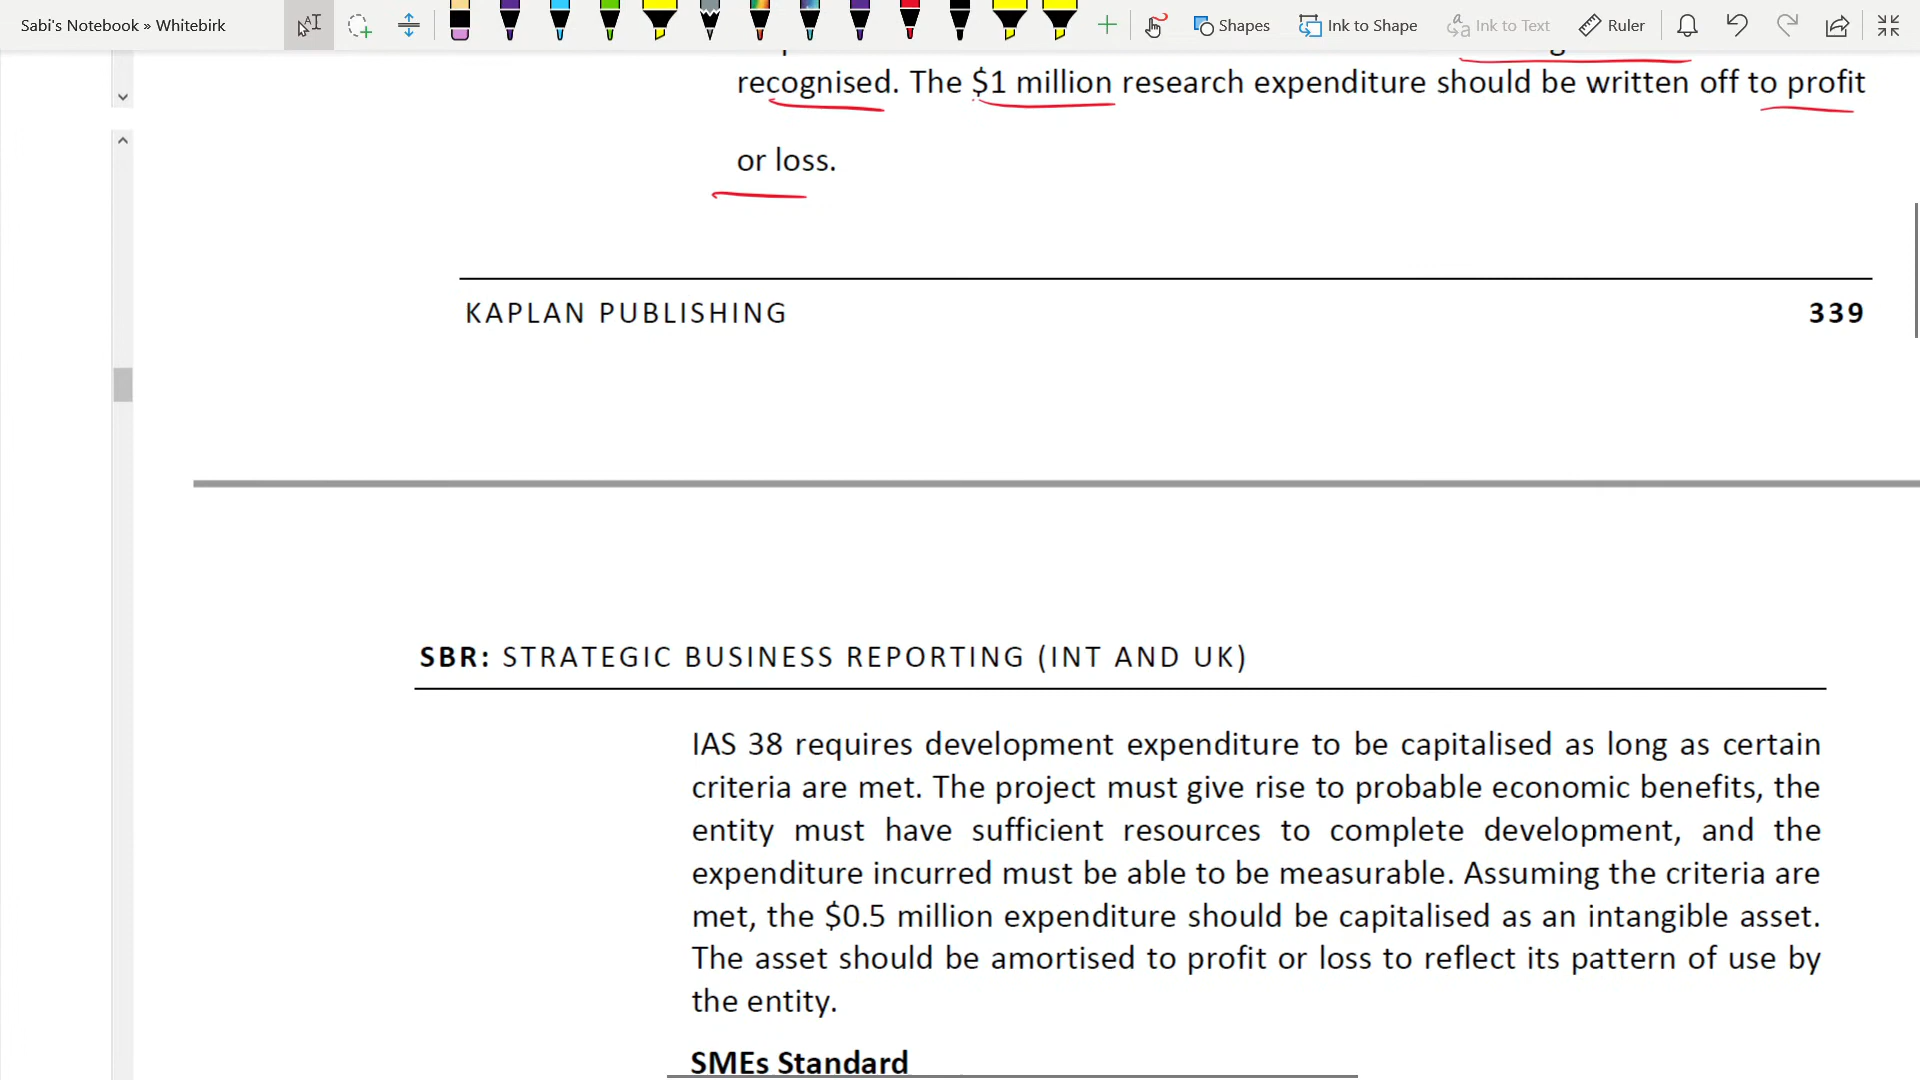 Sabi's Notebook » Whitebirk
Shapes
Ink to Shape
Ink to Text
Ruler
recognised. The $1 million research expenditure should be written off to profit
or loss.
KAPLAN PUBLISHING 339
SBR: STRATEGIC BUSINESS REPORTING (INT AND UK)
IAS 38 requires development expenditure to be capitalised as long as certain
criteria are met. The project must give rise to probable economic benefits, the
entity must have sufficient resources to complete development, and the
expenditure incurred must be able to be measurable. Assuming the criteria are
met, the $0.5 million expenditure should be capitalised as an intangible asset.
The asset should be amortised to profit or loss to reflect its pattern of use by
the entity.
SMEs Standard